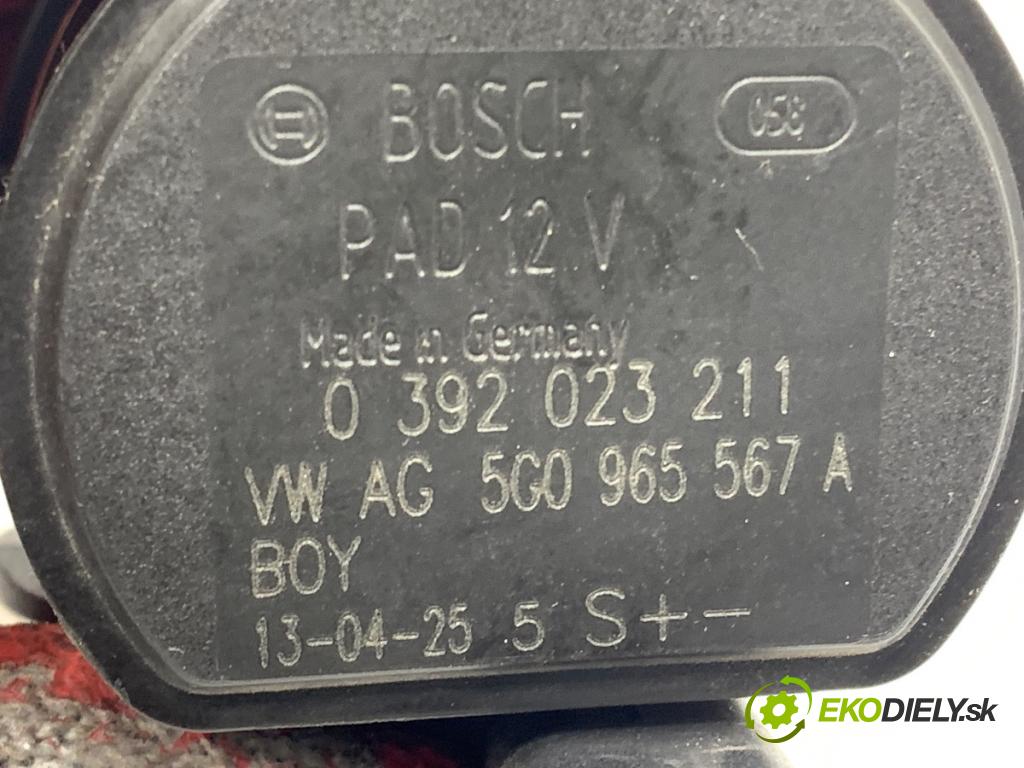 BOSCH
PAD 12 V
Made in Germany
0 392 023 211
VW AG 5G0 965 567 A
BOY
13-04-25 5 S+-
EKODIELY.sk